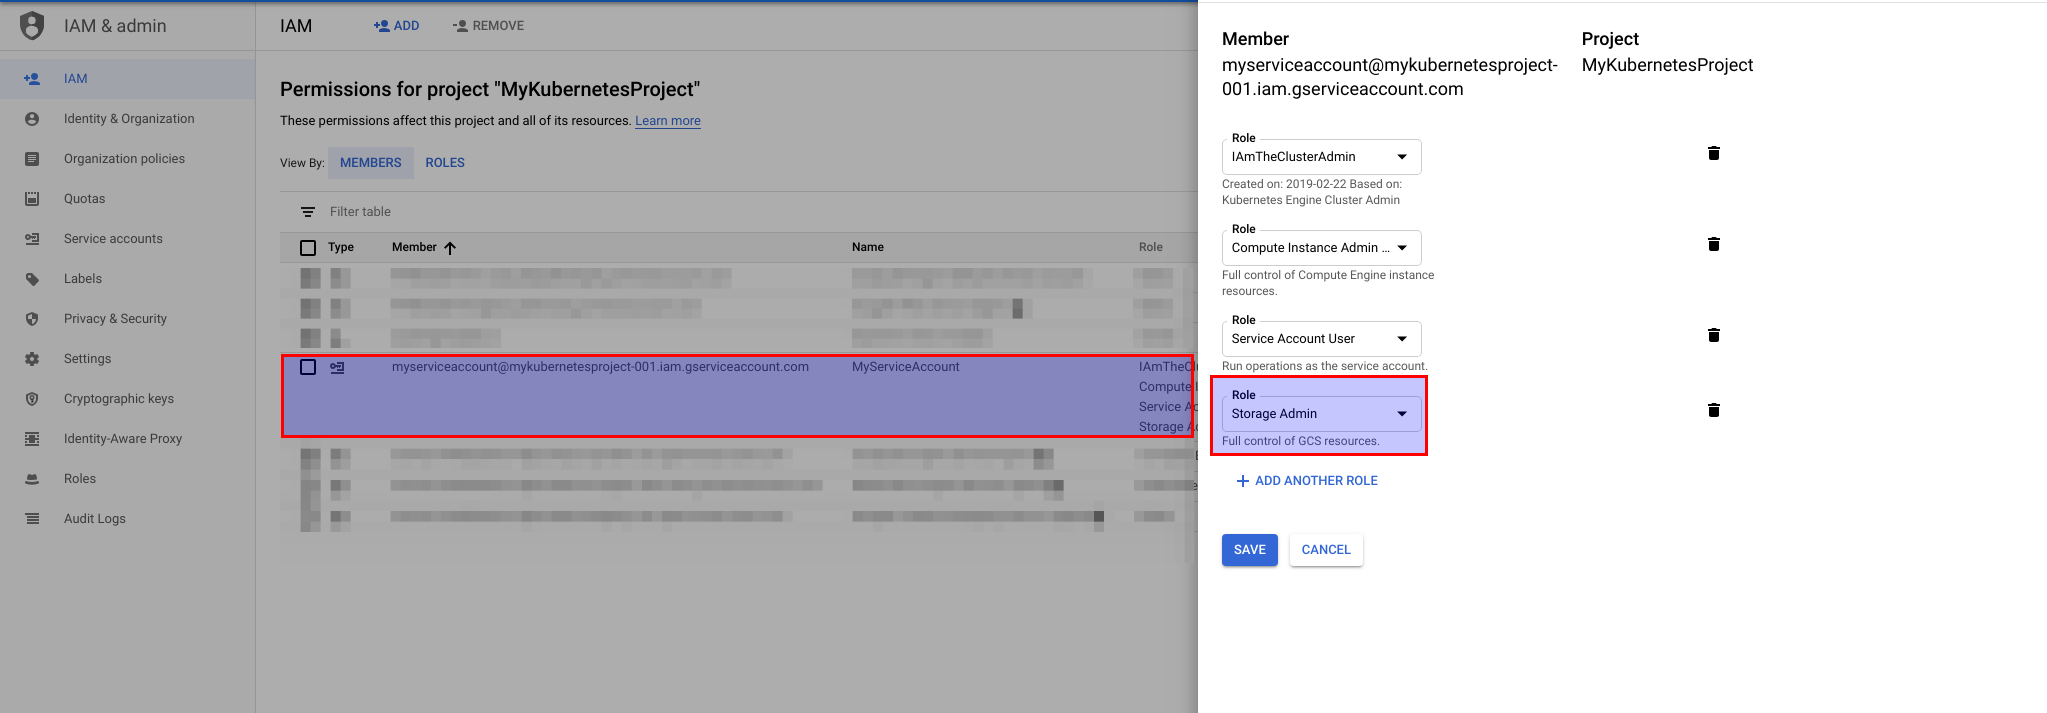 IAM & admin
IAM
Identity & Organization
Organization policies
Quotas
Service accounts
Labels
Privacy & Security
Settings
Cryptographic keys
Identity-Aware Proxy
Roles
Audit Logs
IAM ADD REMOVE
Permissions for project "MyKubernetesProject"
These permissions affect this project and all of its resources. Learn more
View By: MEMBERS ROLES
Filter table
Type Member Name Role
myserviceaccount@mykubernetesproject-001.iam.gserviceaccount.com MyServiceAccount IAmTheCl
Compute I
Service Ac
Storage A
Member
myserviceaccount@mykubernetesproject-
001.iam.gserviceaccount.com
Project
MyKubernetesProject
Role
IAmTheClusterAdmin
Created on: 2019-02-22 Based on:
Kubernetes Engine Cluster Admin
Role
Compute Instance Admin ...
Full control of Compute Engine instance
resources.
Role
Service Account User
Run operations as the service account.
Role
Storage Admin
Full control of GCS resources.
ADD ANOTHER ROLE
SAVE CANCEL